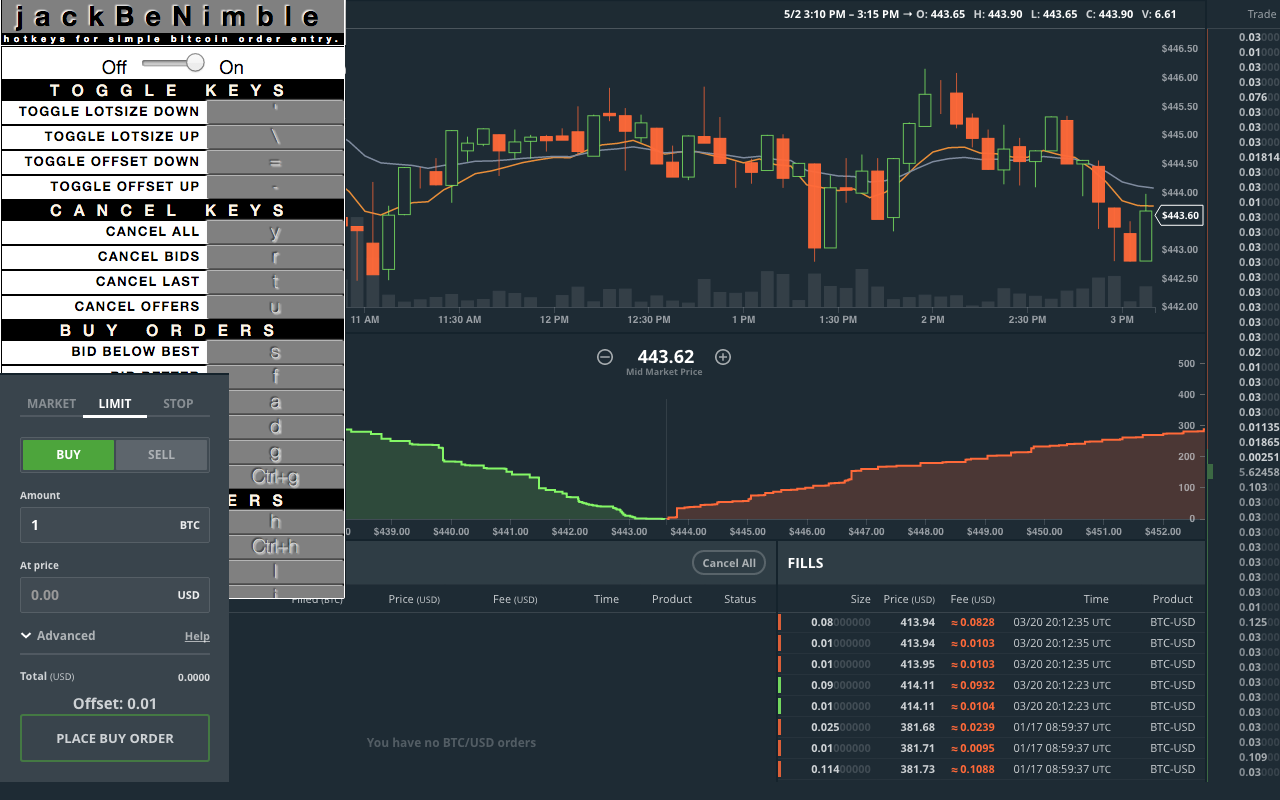 jackBeNimble
hotkeys for simple bitcoin order entry.
Off On
TOGGLE KEYS
TOGGLE LOTSIZE DOWN '
TOGGLE LOTSIZE UP \
TOGGLE OFFSET DOWN =
TOGGLE OFFSET UP -
CANCEL KEYS
CANCEL ALL y
CANCEL BIDS r
CANCEL LAST t
CANCEL OFFERS u
BUY ORDERS
BID BELOW BEST s
f
a
d
g
Ctrl+g
ERS
h
Ctrl+h
l
MARKET LIMIT STOP
BUY SELL
Amount
1 BTC
At price
0.00 USD
Advanced Help
Total (USD) 0.0000
Offset: 0.01
PLACE BUY ORDER
5/2 3:10 PM – 3:15 PM → O: 443.65 H: 443.90 L: 443.65 C: 443.90 V: 6.61
$446.50
$446.00
$445.50
$445.00
$444.50
$444.00
$443.60
$443.00
$442.50
$442.00
11 AM 11:30 AM 12 PM 12:30 PM 1 PM 1:30 PM 2 PM 2:30 PM 3 PM
443.62
Mid Market Price
500
400
300
200
100
0
$439.00 $440.00 $441.00 $442.00 $443.00 $444.00 $445.00 $446.00 $447.00 $448.00 $449.00 $450.00 $451.00 $452.00
Cancel All
Filled (BTC) Price (USD) Fee (USD) Time Product Status
You have no BTC/USD orders
FILLS
Size Price (USD) Fee (USD) Time Product
0.08000000 413.94 ≈0.0828 03/20 20:12:35 UTC BTC-USD
0.01000000 413.94 ≈0.0103 03/20 20:12:35 UTC BTC-USD
0.01000000 413.95 ≈0.0103 03/20 20:12:35 UTC BTC-USD
0.09000000 414.11 ≈0.0932 03/20 20:12:23 UTC BTC-USD
0.01000000 414.11 ≈0.0104 03/20 20:12:23 UTC BTC-USD
0.02500000 381.68 ≈0.0239 01/17 08:59:37 UTC BTC-USD
0.01000000 381.71 ≈0.0095 01/17 08:59:37 UTC BTC-USD
0.11400000 381.73 ≈0.1088 01/17 08:59:37 UTC BTC-USD
Trade
0.03000
0.01000
0.03000
0.03000
0.07600
0.03000
0.03000
0.03000
0.01814
0.03000
0.03000
0.01000
0.03000
0.03000
0.03000
0.03000
0.03000
0.03000
0.03000
0.03000
0.03000
0.02000
0.01000
0.03000
0.03000
0.03000
0.01135
0.01865
0.00251
5.62458
0.10300
0.03000
0.03000
0.03000
0.03000
0.03000
0.03000
0.03000
0.01000
0.12500
0.03000
0.03000
0.03000
0.03000
0.03000
0.03000
0.03000
0.03000
0.10900
0.03000